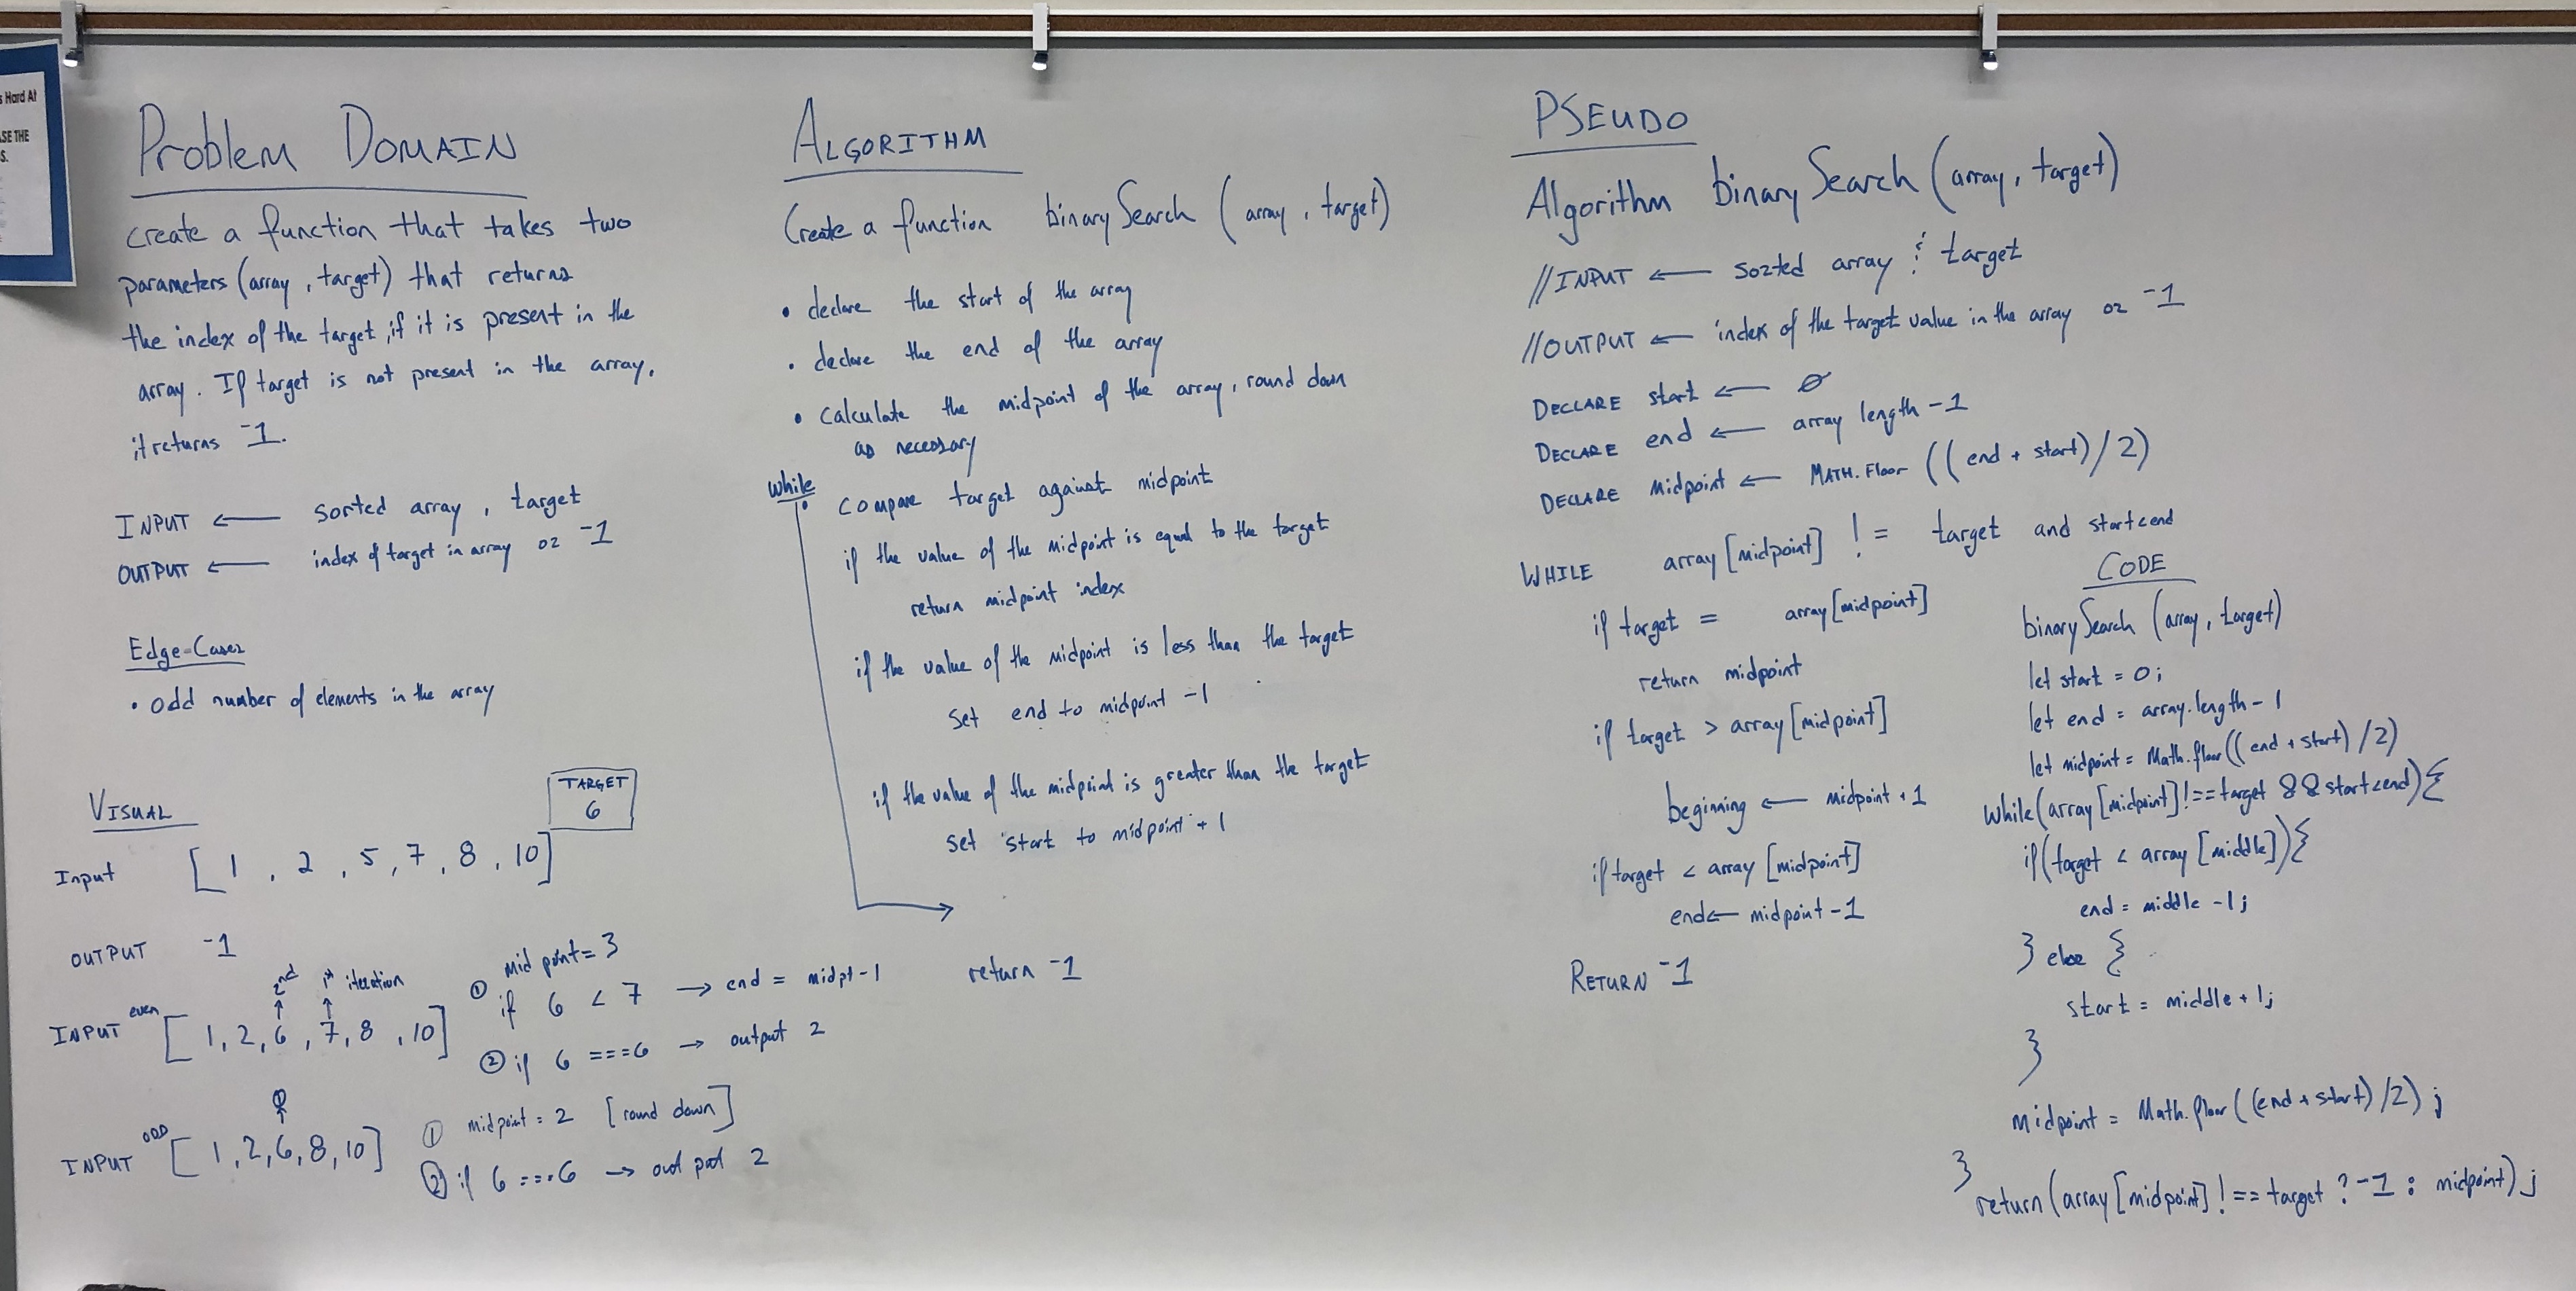 s Hard At
SE THE
S.
Problem DOMAIN
create a function that takes two
parameters (array, target) that returns
the index of the target, if it is present in the
array. If target is not present in the array,
it returns -1.
INPUT ← sorted array, target
OUTPUT ← index of target in array or -1
Edge-Cases
• odd number of elements in the array
VISUAL
TARGET
6
Input [1, 2, 5, 7, 8, 10]
OUTPUT -1
2nd 1st iteration
INPUT even [1, 2, 6, 7, 8, 10]
① mid point = 3
if 6 < 7 → end = midpt-1
② if 6 === 6 → output 2
①
INPUT ODD [1, 2, 6, 8, 10]
① midpoint = 2 [round down]
② if 6 === 6 → output 2
ALGORITHM
Create a function binarySearch (array, target)
• declare the start of the array
• declare the end of the array
• calculate the midpoint of the array, round down
as necessary
While
• compare target against midpoint
if the value of the midpoint is equal to the target
return midpoint index
if the value of the midpoint is less than the target
set end to midpoint -1
if the value of the midpoint is greater than the target
set start to midpoint + 1
return -1
PSEUDO
Algorithm binarySearch (array, target)
//INPUT ← sorted array & target
//OUTPUT ← index of the target value in the array or -1
DECLARE start ← 0
DECLARE end ← array length -1
DECLARE midpoint ← MATH.Floor ((end + start)/2)
WHILE array[midpoint] != target and start<end
if target = array[midpoint]
return midpoint
if target > array[midpoint]
beginning ← midpoint +1
if target < array [midpoint]
end← midpoint-1
RETURN -1
CODE
binarySearch (array, target)
let start = 0;
let end = array.length-1
let midpoint = Math.floor((end + start)/2)
While(array[midpoint]!==target && start<end){
if(target < array [middle]){
end = middle -1;
} else {
start = middle + 1;
}
midpoint = Math.floor((end + start)/2);
}
return(array[midpoint]!==target ? -1 : midpoint);